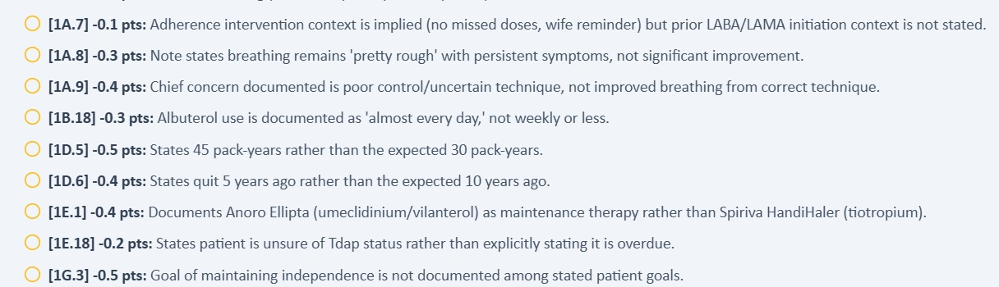 [1A.7] -0.1 pts: Adherence intervention context is implied (no missed doses, wife reminder) but prior LABA/LAMA initiation context is not stated.
[1A.8] -0.3 pts: Note states breathing remains 'pretty rough' with persistent symptoms, not significant improvement.
[1A.9] -0.4 pts: Chief concern documented is poor control/uncertain technique, not improved breathing from correct technique.
[1B.18] -0.3 pts: Albuterol use is documented as 'almost every day,' not weekly or less.
[1D.5] -0.5 pts: States 45 pack-years rather than the expected 30 pack-years.
[1D.6] -0.4 pts: States quit 5 years ago rather than the expected 10 years ago.
[1E.1] -0.4 pts: Documents Anoro Ellipta (umeclidinium/vilanterol) as maintenance therapy rather than Spiriva HandiHaler (tiotropium).
[1E.18] -0.2 pts: States patient is unsure of Tdap status rather than explicitly stating it is overdue.
[1G.3] -0.5 pts: Goal of maintaining independence is not documented among stated patient goals.